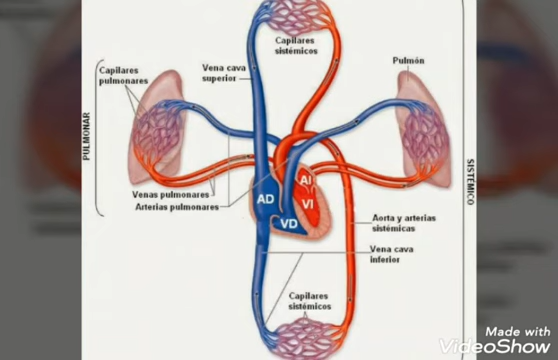 Capilares
sistémicos
Vena cava
superior
Pulmón
Capilares
pulmonares
PULMONAR
SISTÉMICO
Venas pulmonares
Arterias pulmonares
AI
AD
VI
VD
Aorta y arterias
sistémicas
Vena cava
inferior
Capilares
sistémicos
Made with
VideoShow